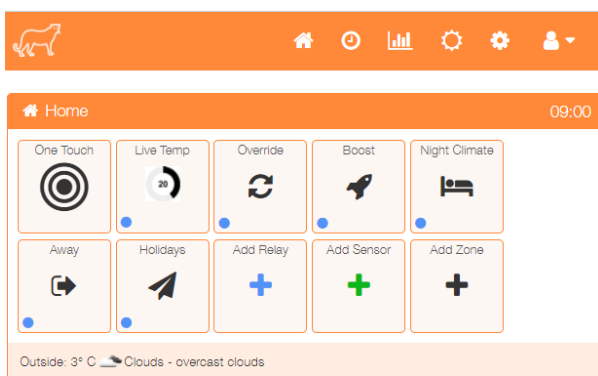 Home 09:00
One Touch Live Temp Override Boost Night Climate
20
Away Holidays Add Relay Add Sensor Add Zone
Outside: 3° C Clouds - overcast clouds